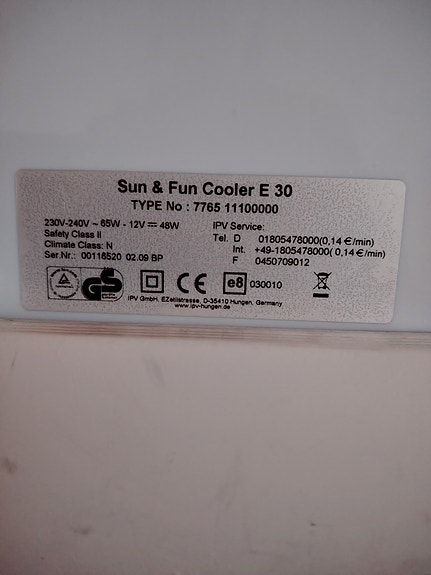 Sun & Fun Cooler E 30
TYPE No : 7765 11100000
230V-240V ~ 65W - 12V ⎓ 48W
Safety Class II
Climate Class: N
Ser.Nr.: 00116520 02.09 BP
IPV Service:
Tel. D 01805478000(0,14 €/min)
Int. +49-1805478000( 0,14 €/min)
F 0450709012
GS CE e8 030010
IPV GmbH, EZetilstrasse, D-35410 Hungen, Germany
www.ipv-hungen.de